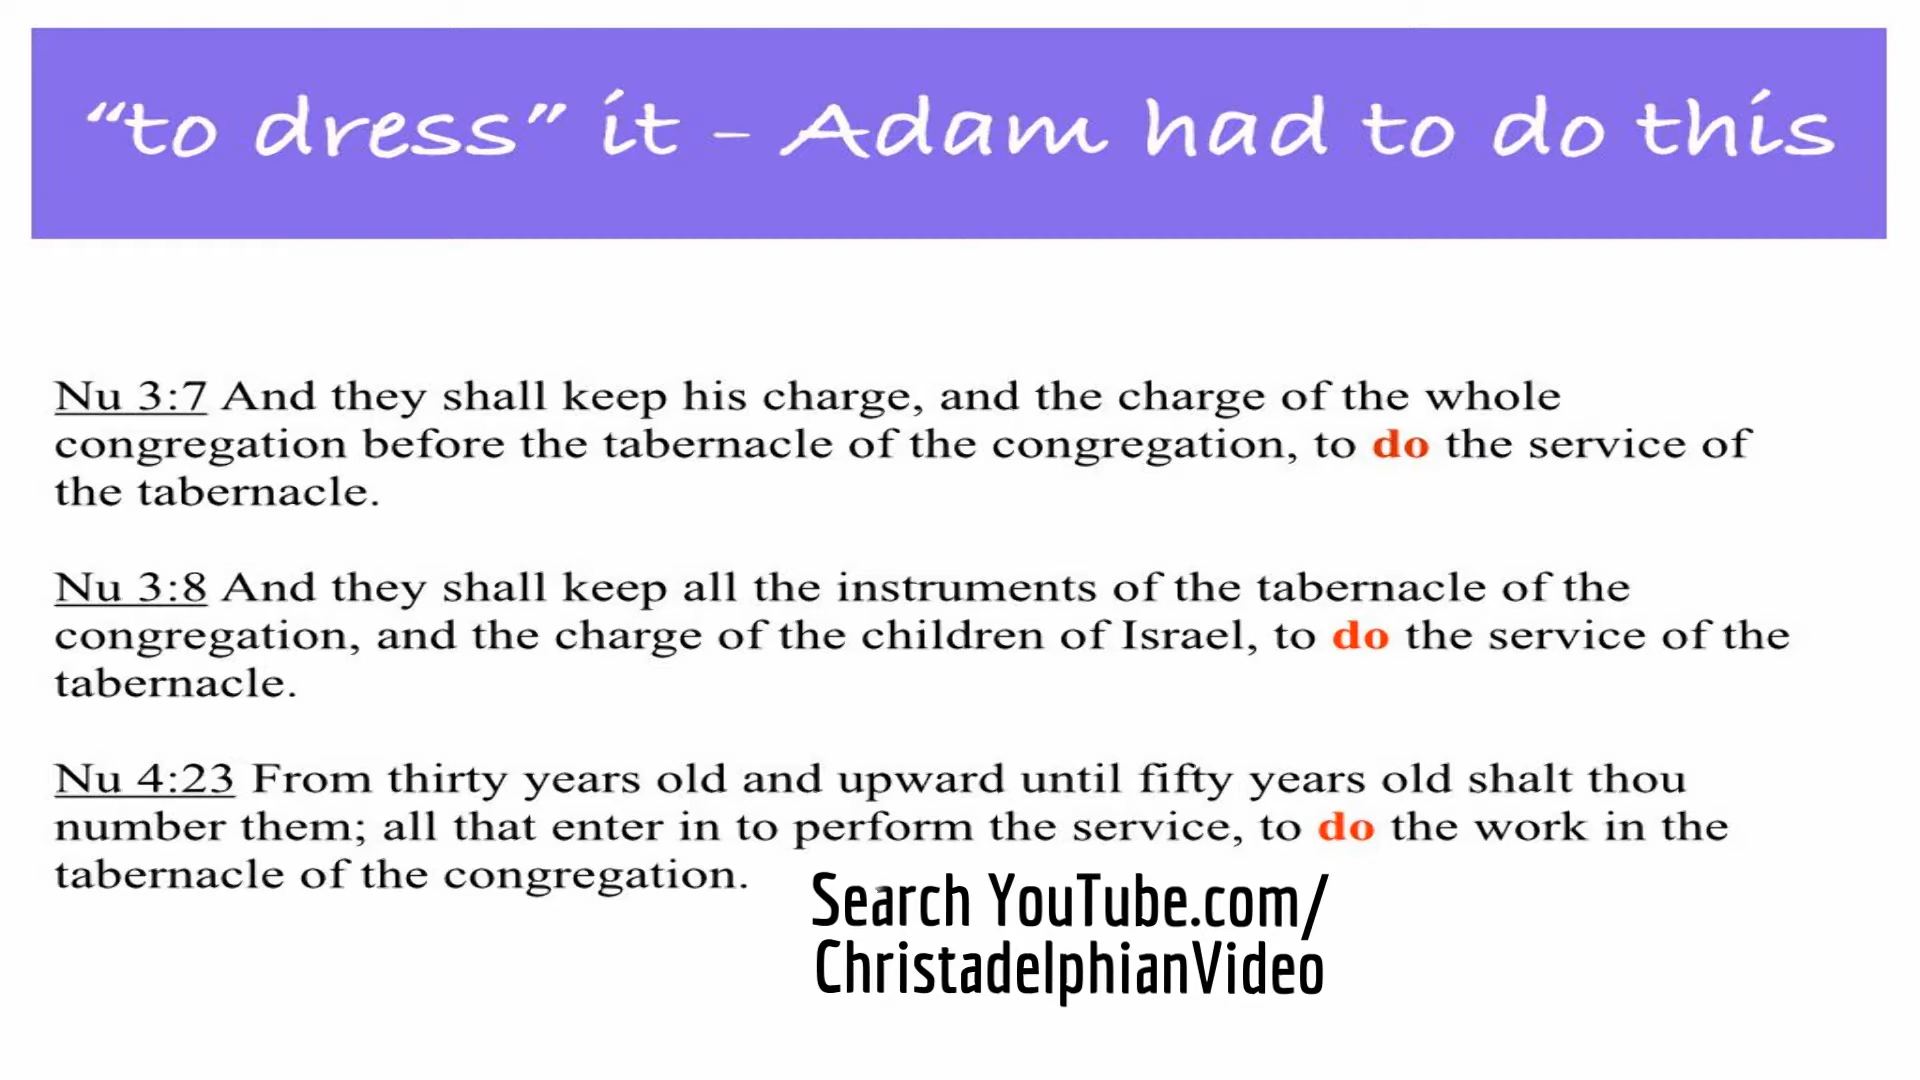 “to dress” it - Adam had to do this
Nu 3:7 And they shall keep his charge, and the charge of the whole
congregation before the tabernacle of the congregation, to do the service of
the tabernacle.
Nu 3:8 And they shall keep all the instruments of the tabernacle of the
congregation, and the charge of the children of Israel, to do the service of the
tabernacle.
Nu 4:23 From thirty years old and upward until fifty years old shalt thou
number them; all that enter in to perform the service, to do the work in the
tabernacle of the congregation.
Search YouTube.com/
ChristadelphianVideo